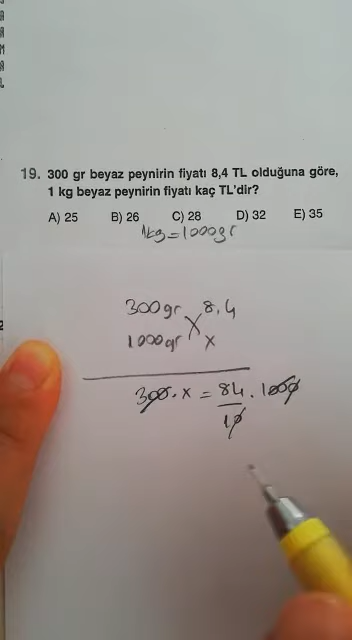 19. 300 gr beyaz peynirin fiyatı 8,4 TL olduğuna göre,
1 kg beyaz peynirin fiyatı kaç TL'dir?
A) 25 B) 26 C) 28 D) 32 E) 35
1kg=1000gr
300gr 8,4
1000gr x
300.x = 84/10 . 1000